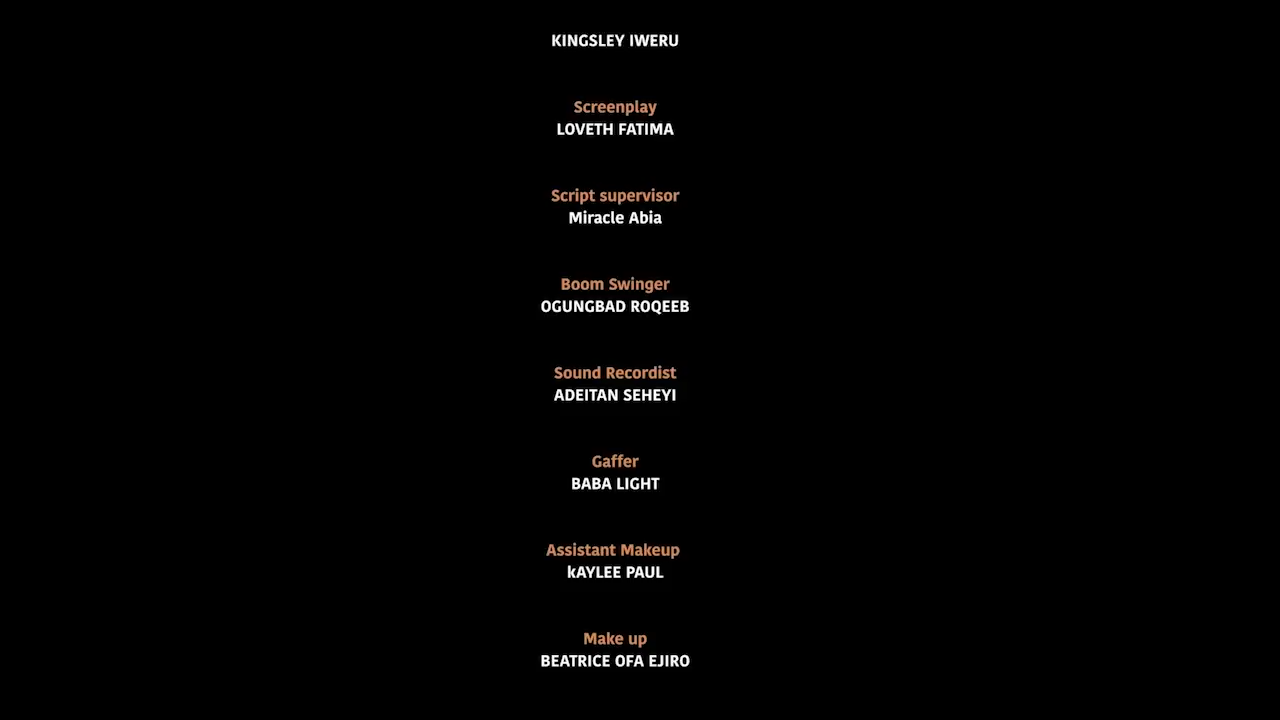 KINGSLEY IWERU
Screenplay
LOVETH FATIMA
Script supervisor
Miracle Abia
Boom Swinger
OGUNGBAD ROQEEB
Sound Recordist
ADEITAN SEHEYI
Gaffer
BABA LIGHT
Assistant Makeup
kAYLEE PAUL
Make up
BEATRICE OFA EJIRO